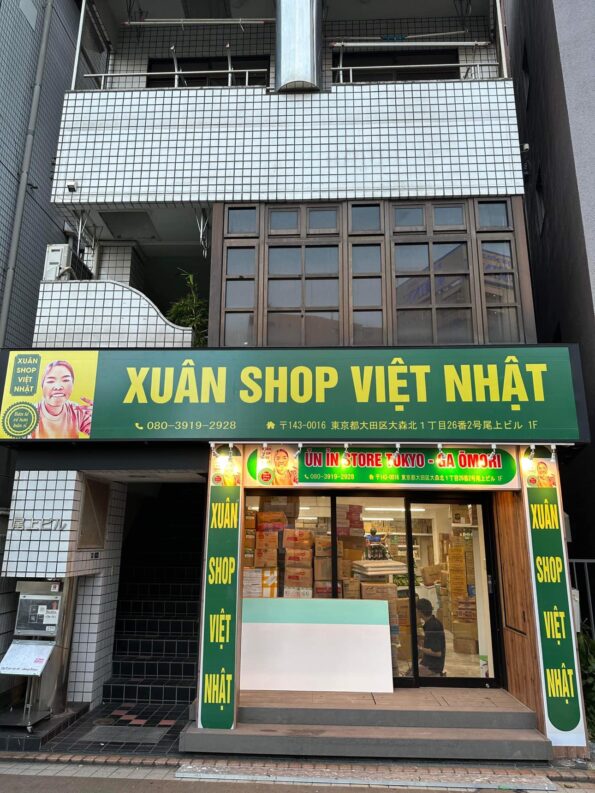 XUÂN
SHOP
VIỆT
NHẬT
XUÂN SHOP VIỆT NHẬT
080-3919-2928
〒143-0016 東京都大田区大森北1丁目26番2号尾上ビル 1F
ỦN ỈN STORE TOKYO - GA ŌMORI
080-3919-2928
〒143-0016 東京都大田区大森北1丁目26番2号尾上ビル 1F
XUÂN
SHOP
VIỆT
NHẬT
XUÂN
SHOP
VIỆT
NHẬT
尾上ビル